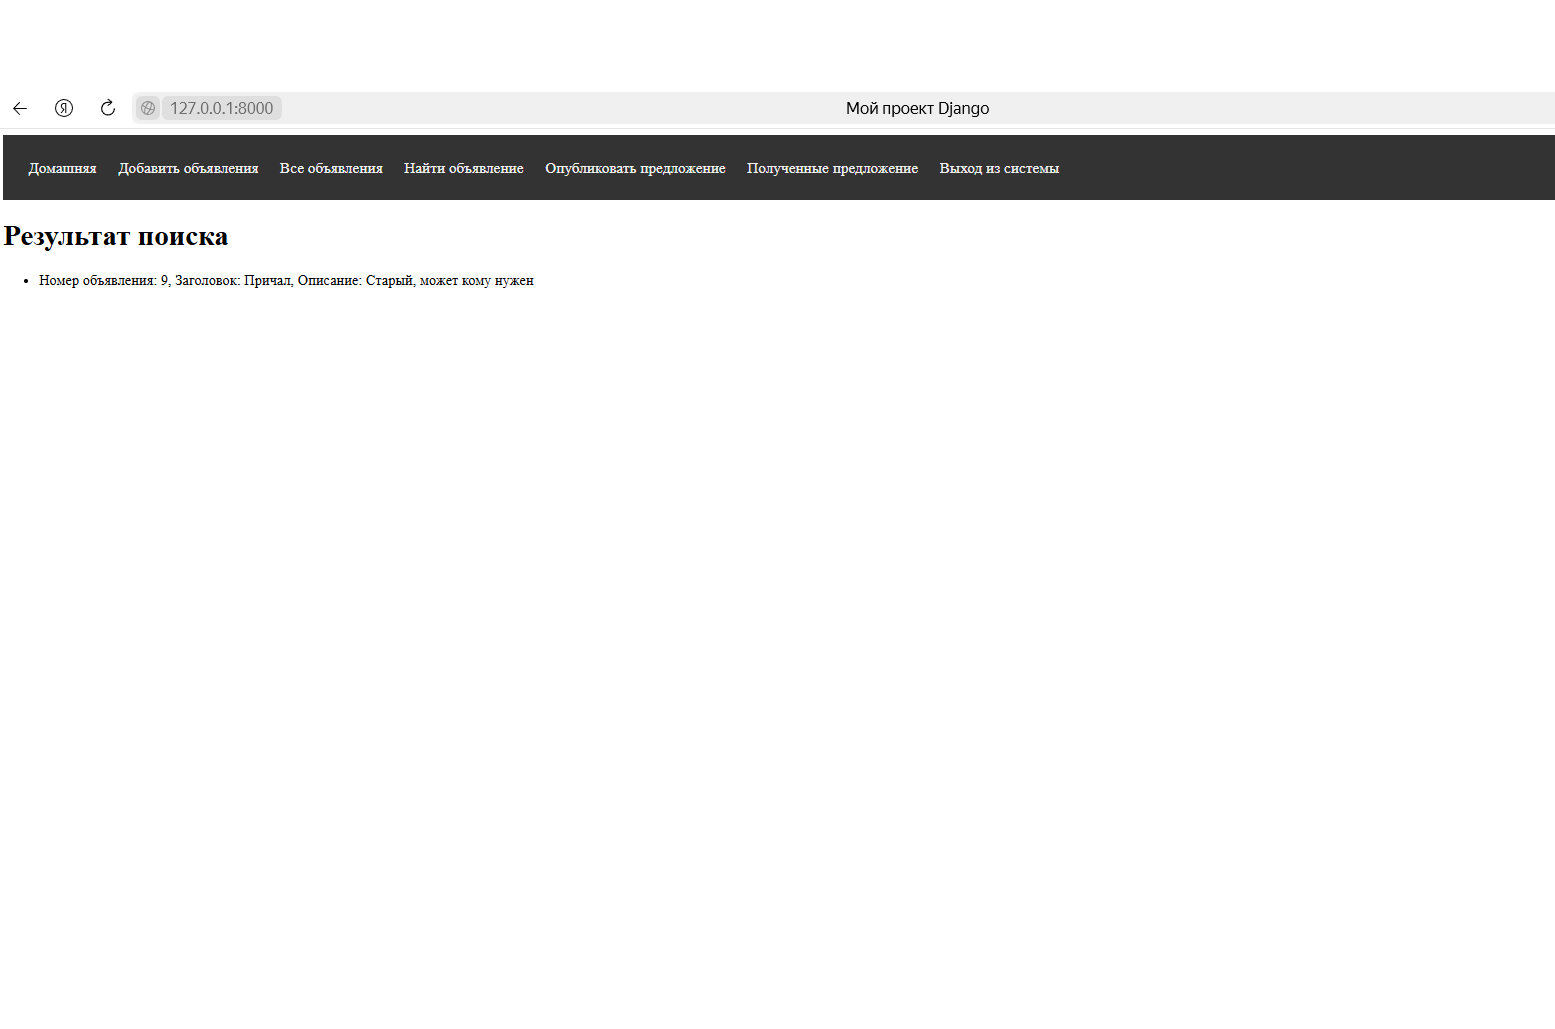 127.0.0.1:8000 Мой проект Django
Домашняя Добавить объявления Все объявления Найти объявление Опубликовать предложение Полученные предложение Выход из системы
Результат поиска
Номер объявления: 9, Заголовок: Причал, Описание: Старый, может кому нужен